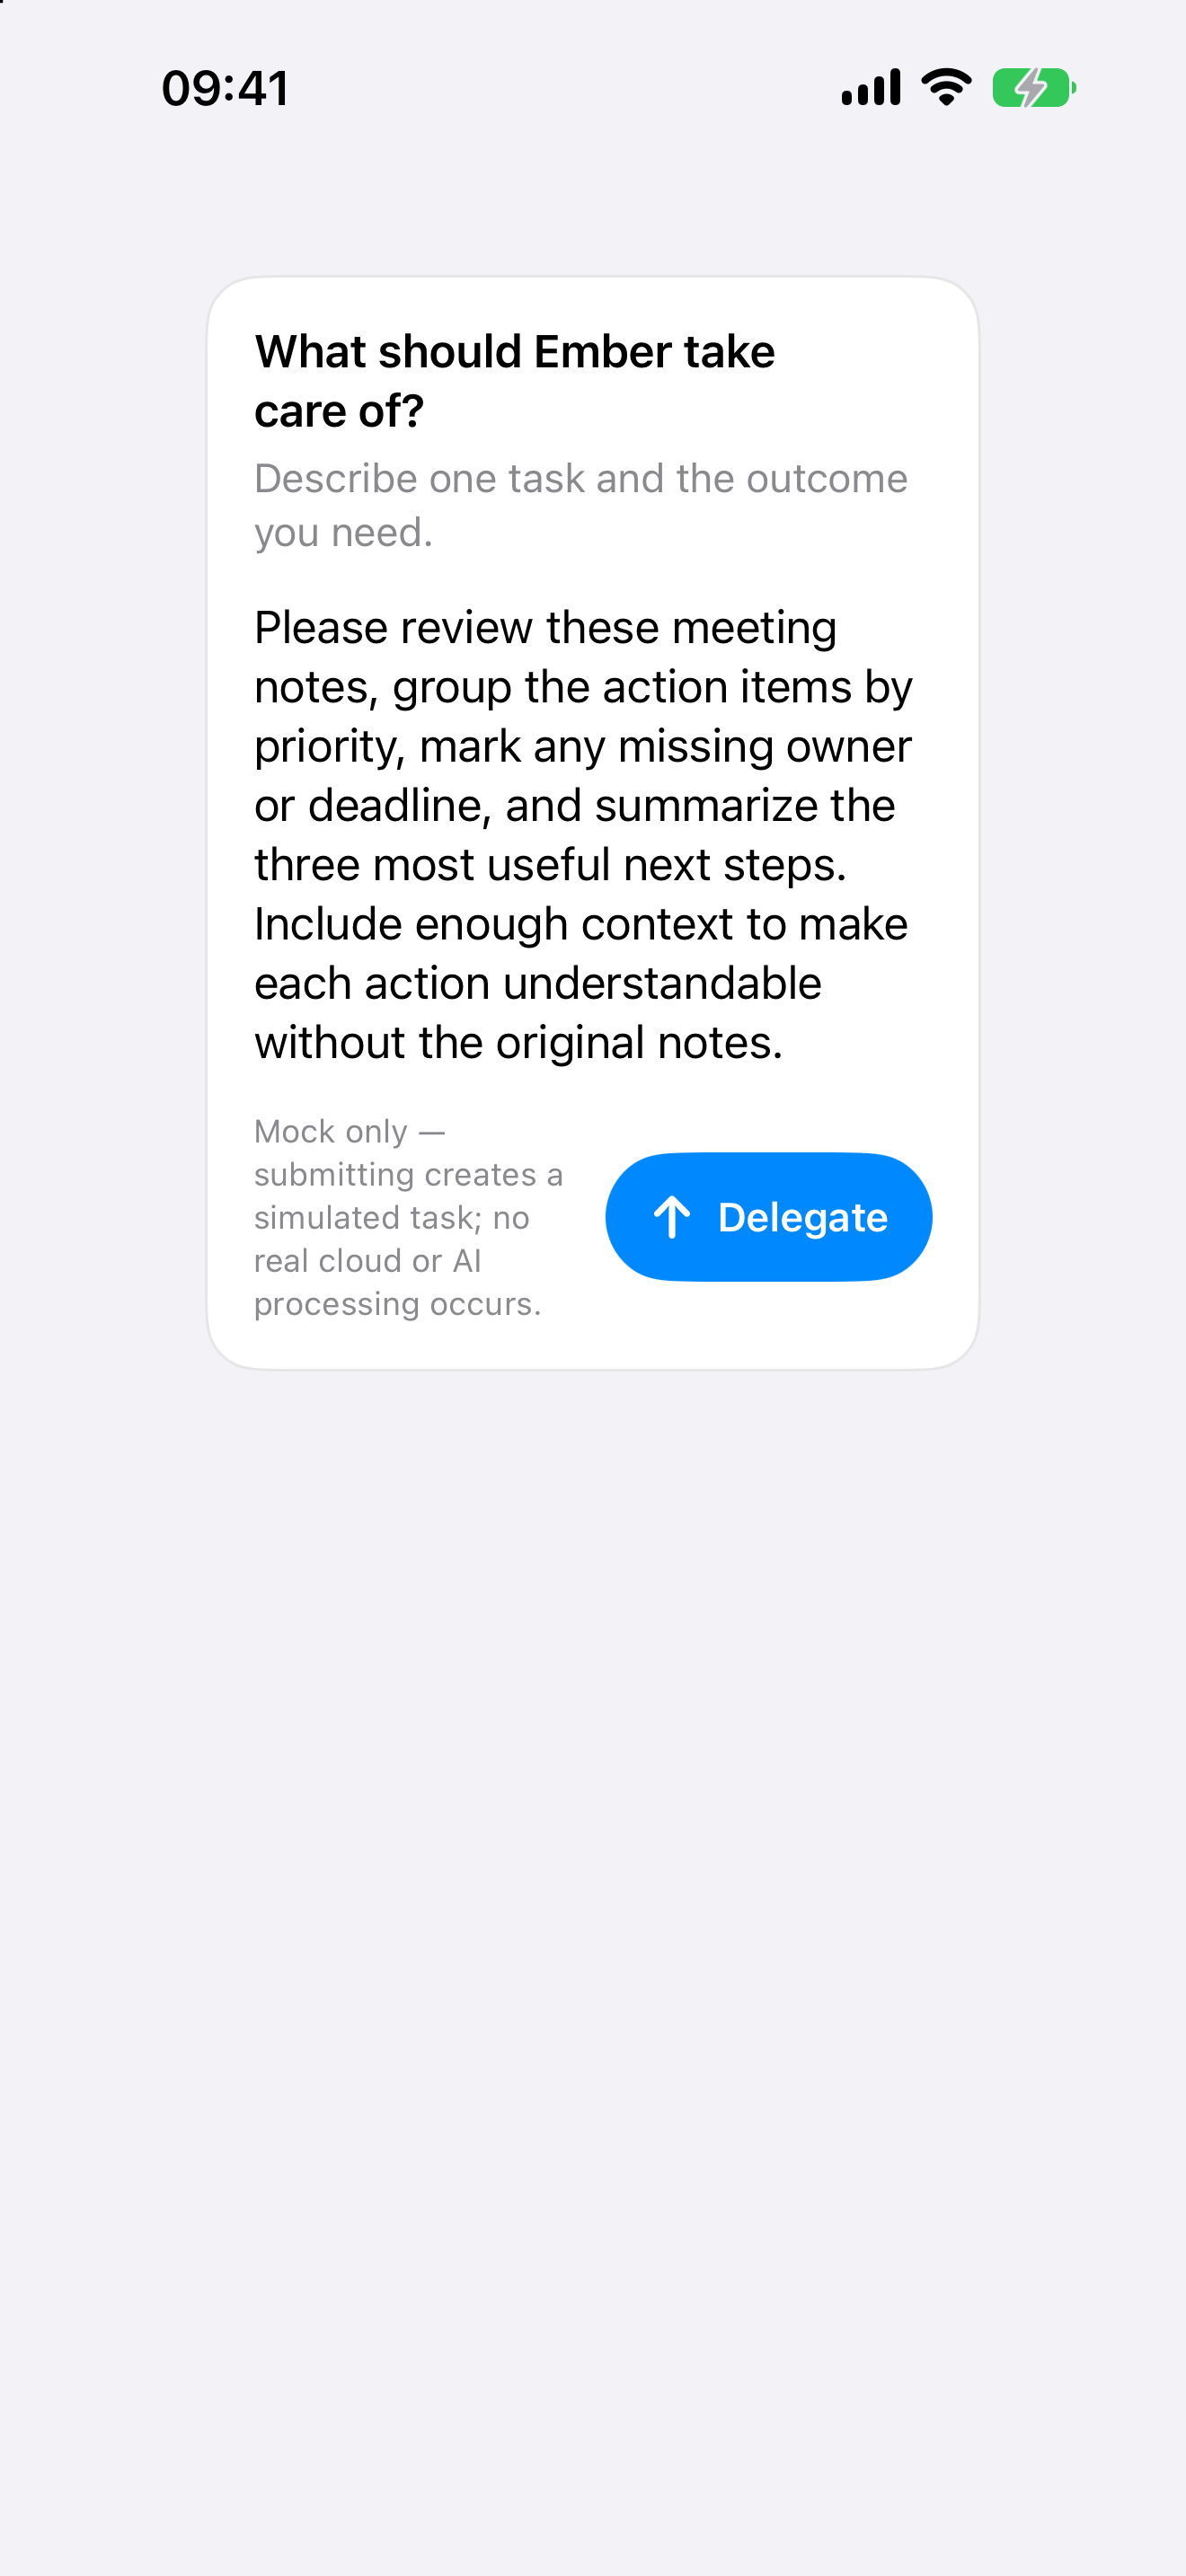 09:41
What should Ember take
care of?
Describe one task and the outcome
you need.
Please review these meeting
notes, group the action items by
priority, mark any missing owner
or deadline, and summarize the
three most useful next steps.
Include enough context to make
each action understandable
without the original notes.
Mock only —
submitting creates a
simulated task; no
real cloud or AI
processing occurs.
Delegate